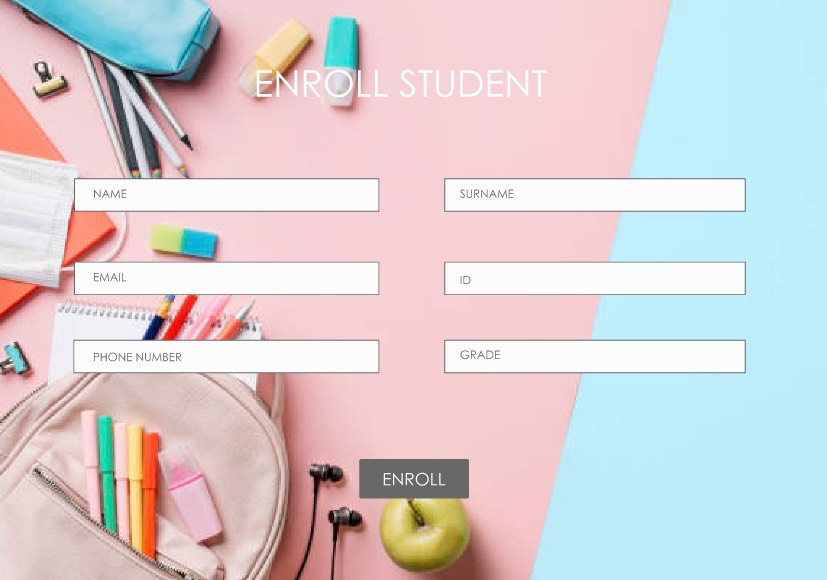 ENROLL STUDENT
NAME
SURNAME
EMAIL
ID
PHONE NUMBER
GRADE
ENROLL